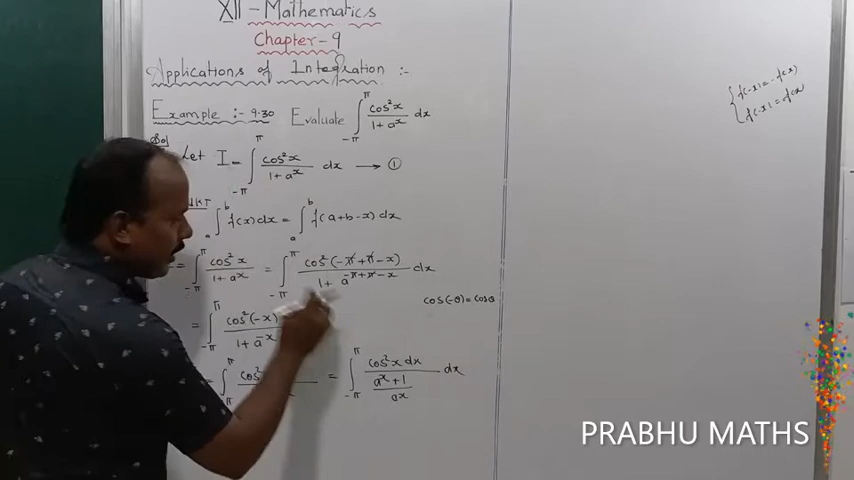 XII - Mathematics
Chapter - 9
Applications of Integration :-
Example :- 9.30 Evaluate ∫_{-π}^{π} cos²x / (1 + a^x) dx
Sol
Let I = ∫_{-π}^{π} cos²x / (1 + a^x) dx → ①
∫_a^b f(x) dx = ∫_a^b f(a+b-x) dx
= ∫_{-π}^{π} cos²x / (1 + a^x) = ∫_{-π}^{π} cos²(-π+π-x) / (1 + a^{-π+π-x}) dx
cos(-θ) = cosθ
= ∫_{-π}^{π} cos²(-x) / (1 + a^{-x})
= ∫_{-π}^{π} cos² = ∫_{-π}^{π} cos²x dx / ((a^x + 1) / a^x) dx
{ f(-x) = -f(x)
f(-x) = f(x)
PRABHU MATHS